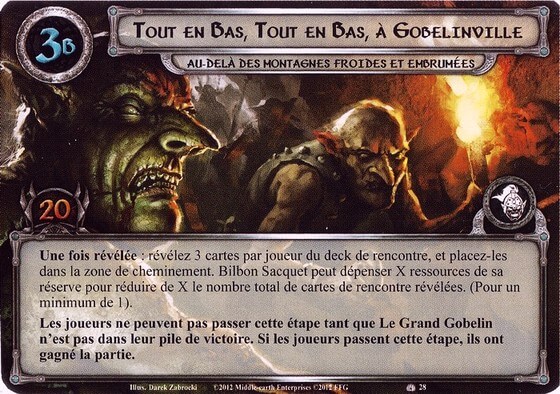 3B
TOUT EN BAS, TOUT EN BAS, À GOBELINVILLE
AU-DELÀ DES MONTAGNES FROIDES ET EMBRUMÉES
20
Une fois révélée : révélez 3 cartes par joueur du deck de rencontre, et placez-les
dans la zone de cheminement. Bilbon Sacquet peut dépenser X ressources de sa
réserve pour réduire de X le nombre total de cartes de rencontre révélées. (Pour un
minimum de 1).
Les joueurs ne peuvent pas passer cette étape tant que Le Grand Gobelin
n'est pas dans leur pile de victoire. Si les joueurs passent cette étape, ils ont
gagné la partie.
Illus. Darek Zabrocki ©2012 Middle-earth Enterprises ©2012 FFG 28